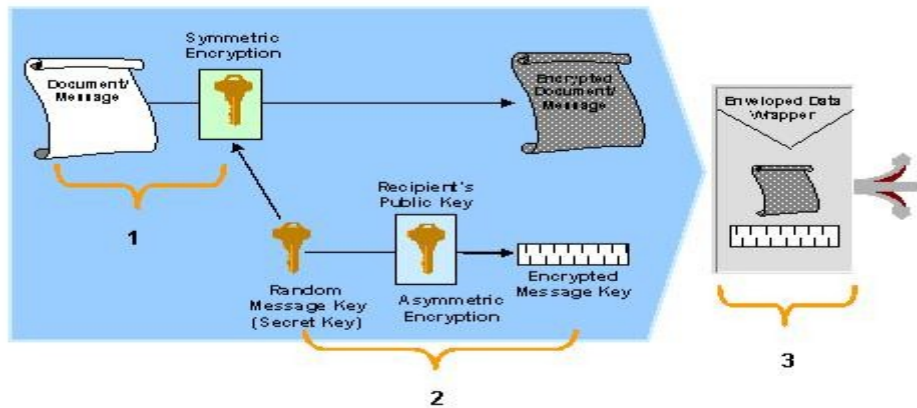 Symmetric
Encryption
Document/
Message
Encrypted
Document/
Message
Enveloped Data
Wrapper
1
Recipient's
Public Key
Random
Message Key
(Secret Key)
Asymmetric
Encryption
Encrypted
Message Key
2
3